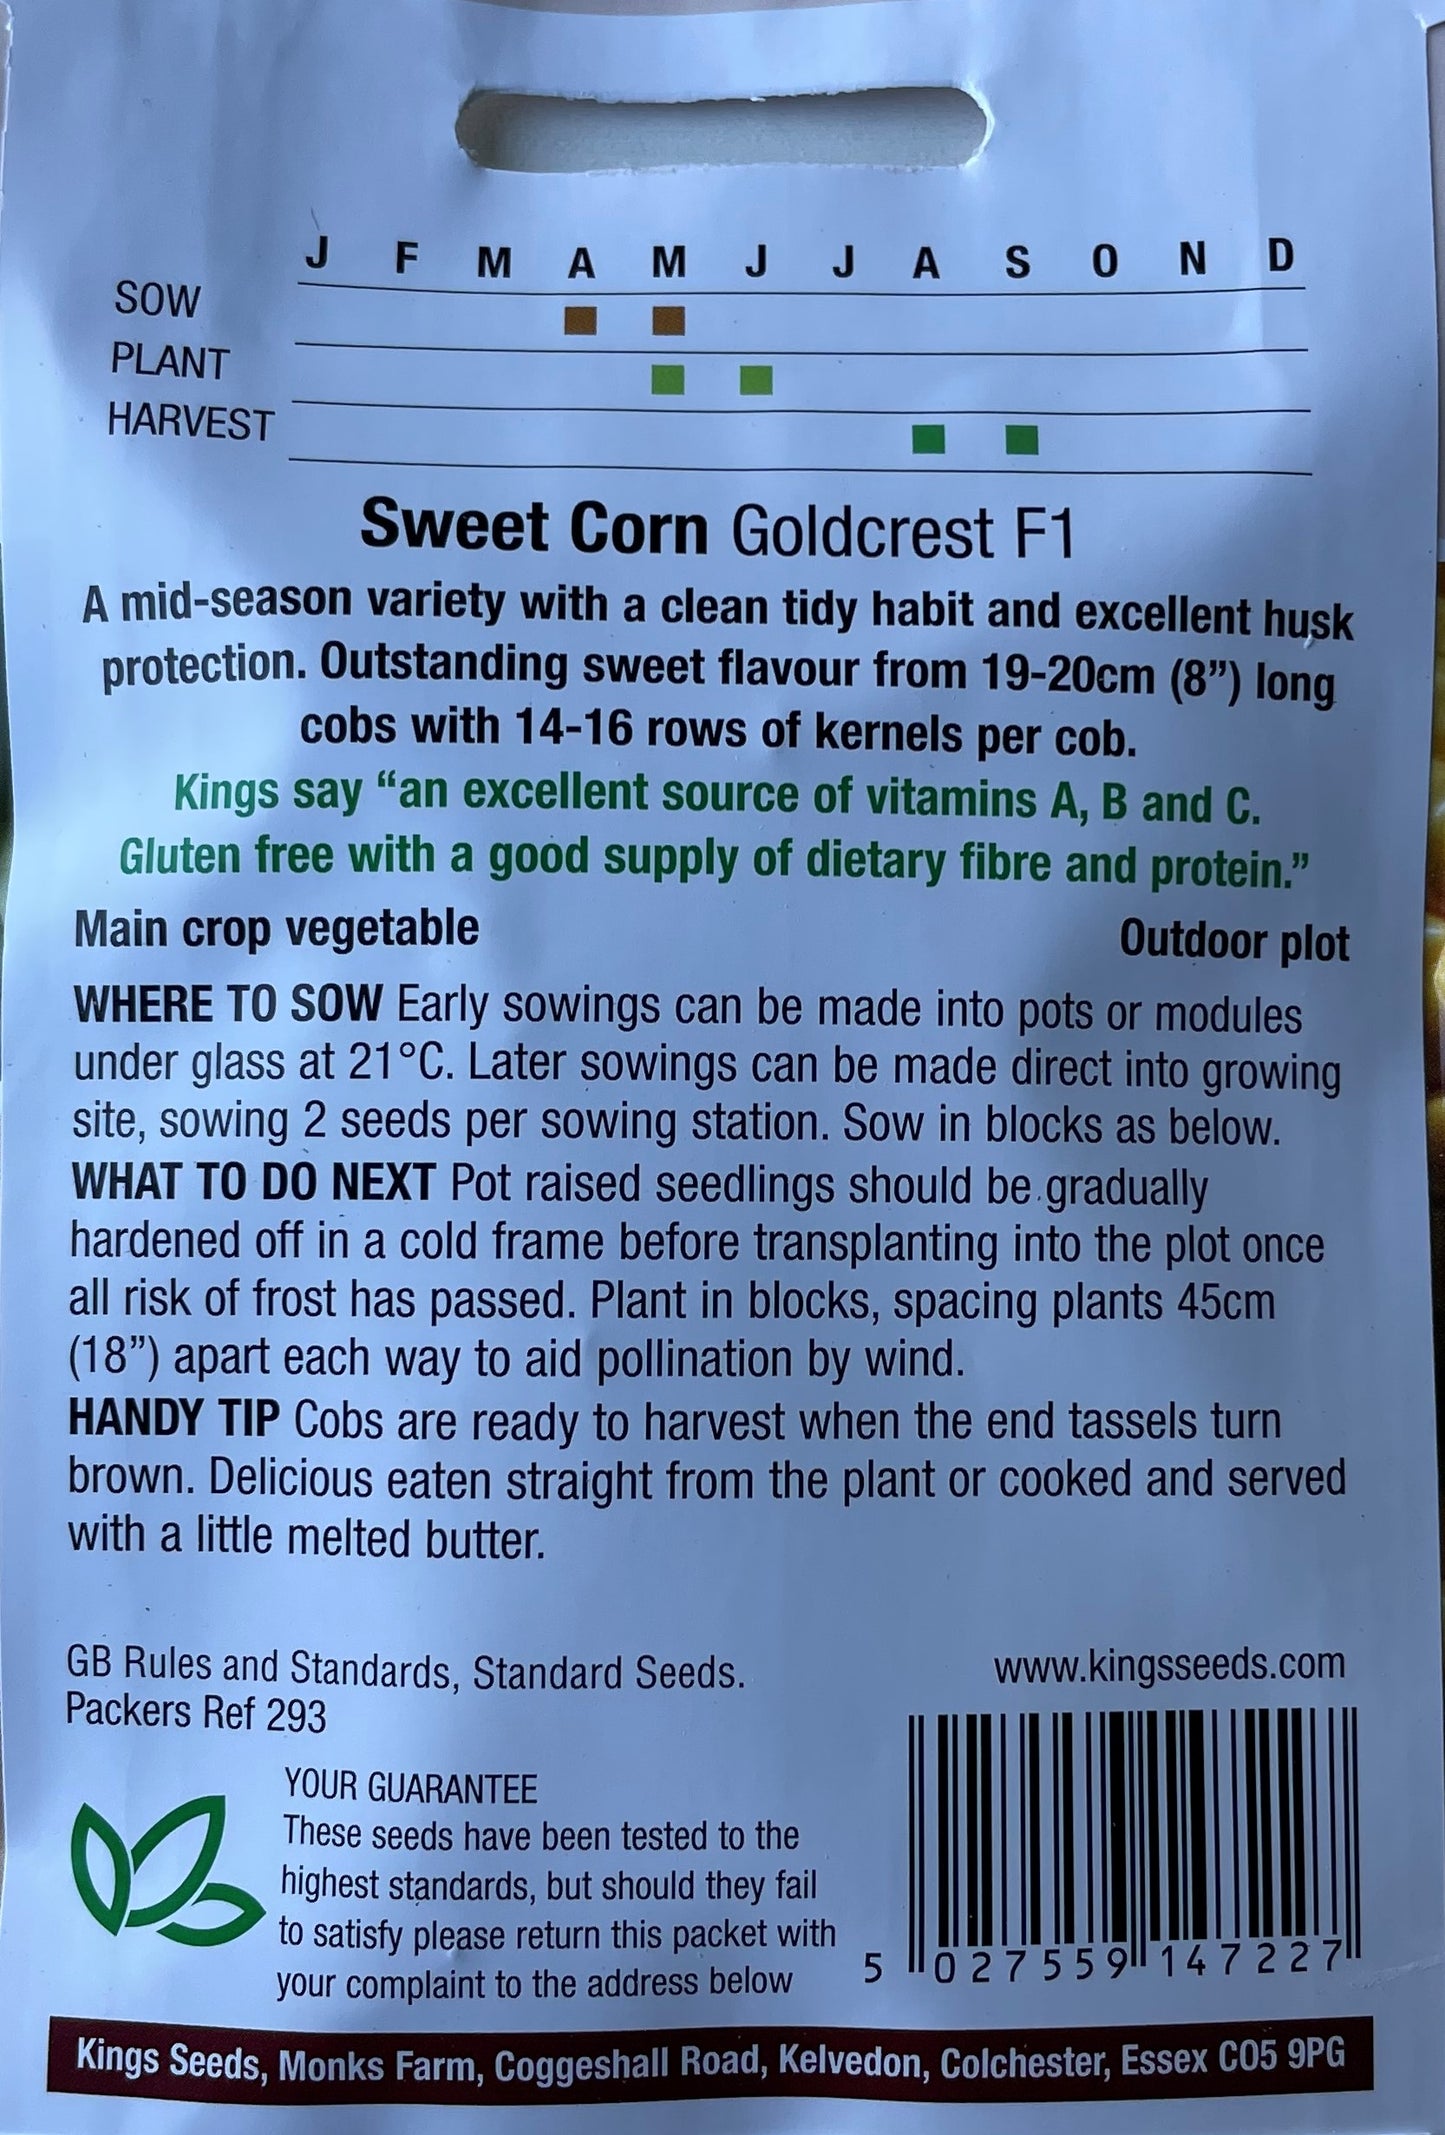 J F M A M J J A S O N D
SOW
PLANT
HARVEST
Sweet Corn Goldcrest F1
A mid-season variety with a clean tidy habit and excellent husk
protection. Outstanding sweet flavour from 19-20cm (8”) long
cobs with 14-16 rows of kernels per cob.
Kings say “an excellent source of vitamins A, B and C.
Gluten free with a good supply of dietary fibre and protein.”
Main crop vegetable Outdoor plot
WHERE TO SOW Early sowings can be made into pots or modules
under glass at 21°C. Later sowings can be made direct into growing
site, sowing 2 seeds per sowing station. Sow in blocks as below.
WHAT TO DO NEXT Pot raised seedlings should be gradually
hardened off in a cold frame before transplanting into the plot once
all risk of frost has passed. Plant in blocks, spacing plants 45cm
(18”) apart each way to aid pollination by wind.
HANDY TIP Cobs are ready to harvest when the end tassels turn
brown. Delicious eaten straight from the plant or cooked and served
with a little melted butter.
GB Rules and Standards, Standard Seeds. www.kingsseeds.com
Packers Ref 293
YOUR GUARANTEE
These seeds have been tested to the
highest standards, but should they fail
to satisfy please return this packet with
your complaint to the address below
5 027559 147227
Kings Seeds, Monks Farm, Coggeshall Road, Kelvedon, Colchester, Essex CO5 9PG